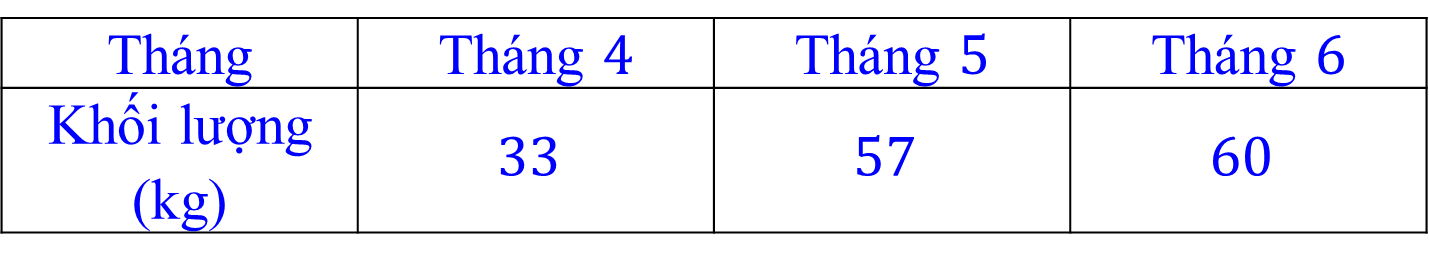 Tháng Tháng 4 Tháng 5 Tháng 6
Khối lượng
(kg) 33 57 60